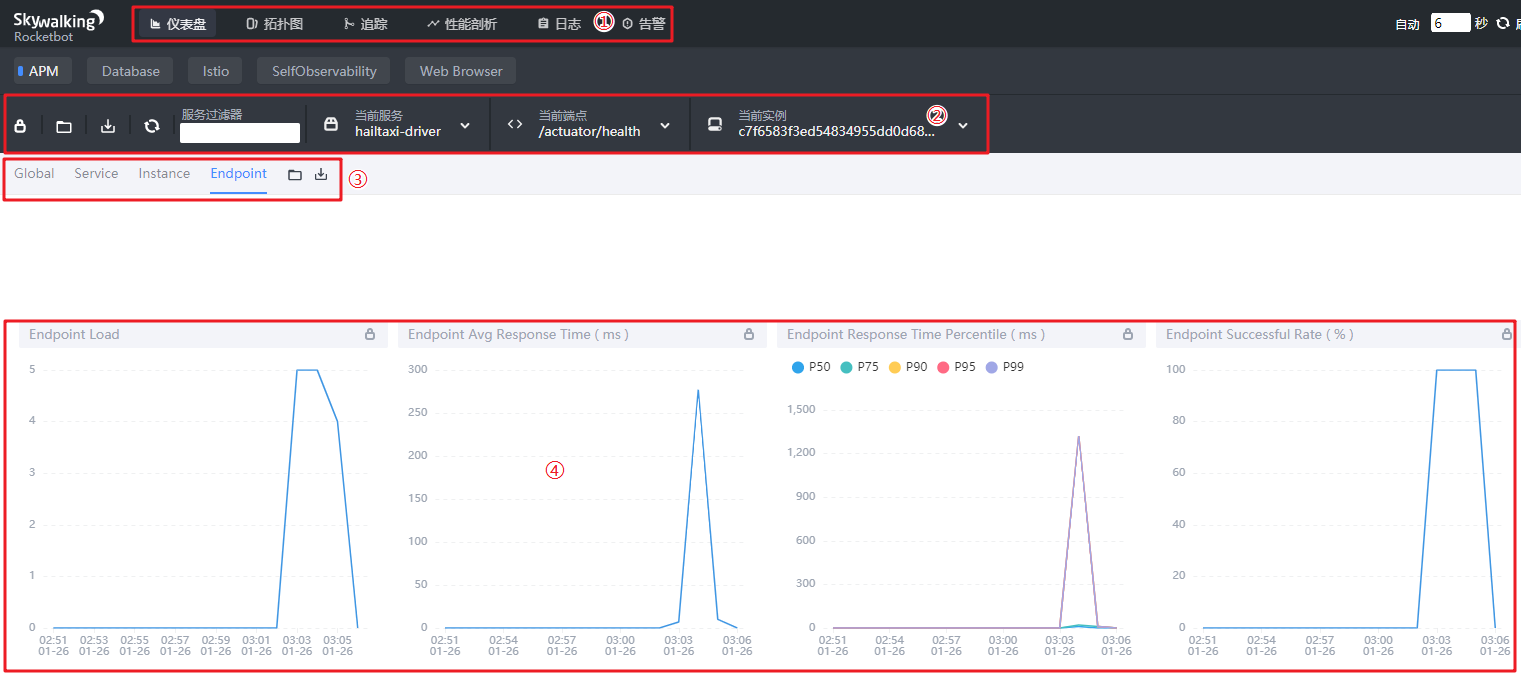 Skywalking
Rocketbot
仪表盘 拓扑图 追踪 性能剖析 日志 ① 告警
自动 6 秒
APM Database Istio SelfObservability Web Browser
服务过滤器 当前服务 当前端点 当前实例 ②
hailtaxi-driver /actuator/health c7f6583f3ed54834955dd0d68...
Global Service Instance Endpoint ③
Endpoint Load
5
4
3
2
1
0
02:51 02:53 02:55 02:57 02:59 03:01 03:03 03:05
01-26 01-26 01-26 01-26 01-26 01-26 01-26 01-26
Endpoint Avg Response Time ( ms )
300
250
200
④
150
100
50
0
02:51 02:54 02:57 03:00 03:03 03:06
01-26 01-26 01-26 01-26 01-26 01-26
Endpoint Response Time Percentile ( ms )
P50 P75 P90 P95 P99
1,500
1,200
900
600
300
0
02:51 02:54 02:57 03:00 03:03 03:06
01-26 01-26 01-26 01-26 01-26 01-26
Endpoint Successful Rate ( % )
100
80
60
40
20
0
02:51 02:54 02:57 03:00 03:03 03:06
01-26 01-26 01-26 01-26 01-26 01-26